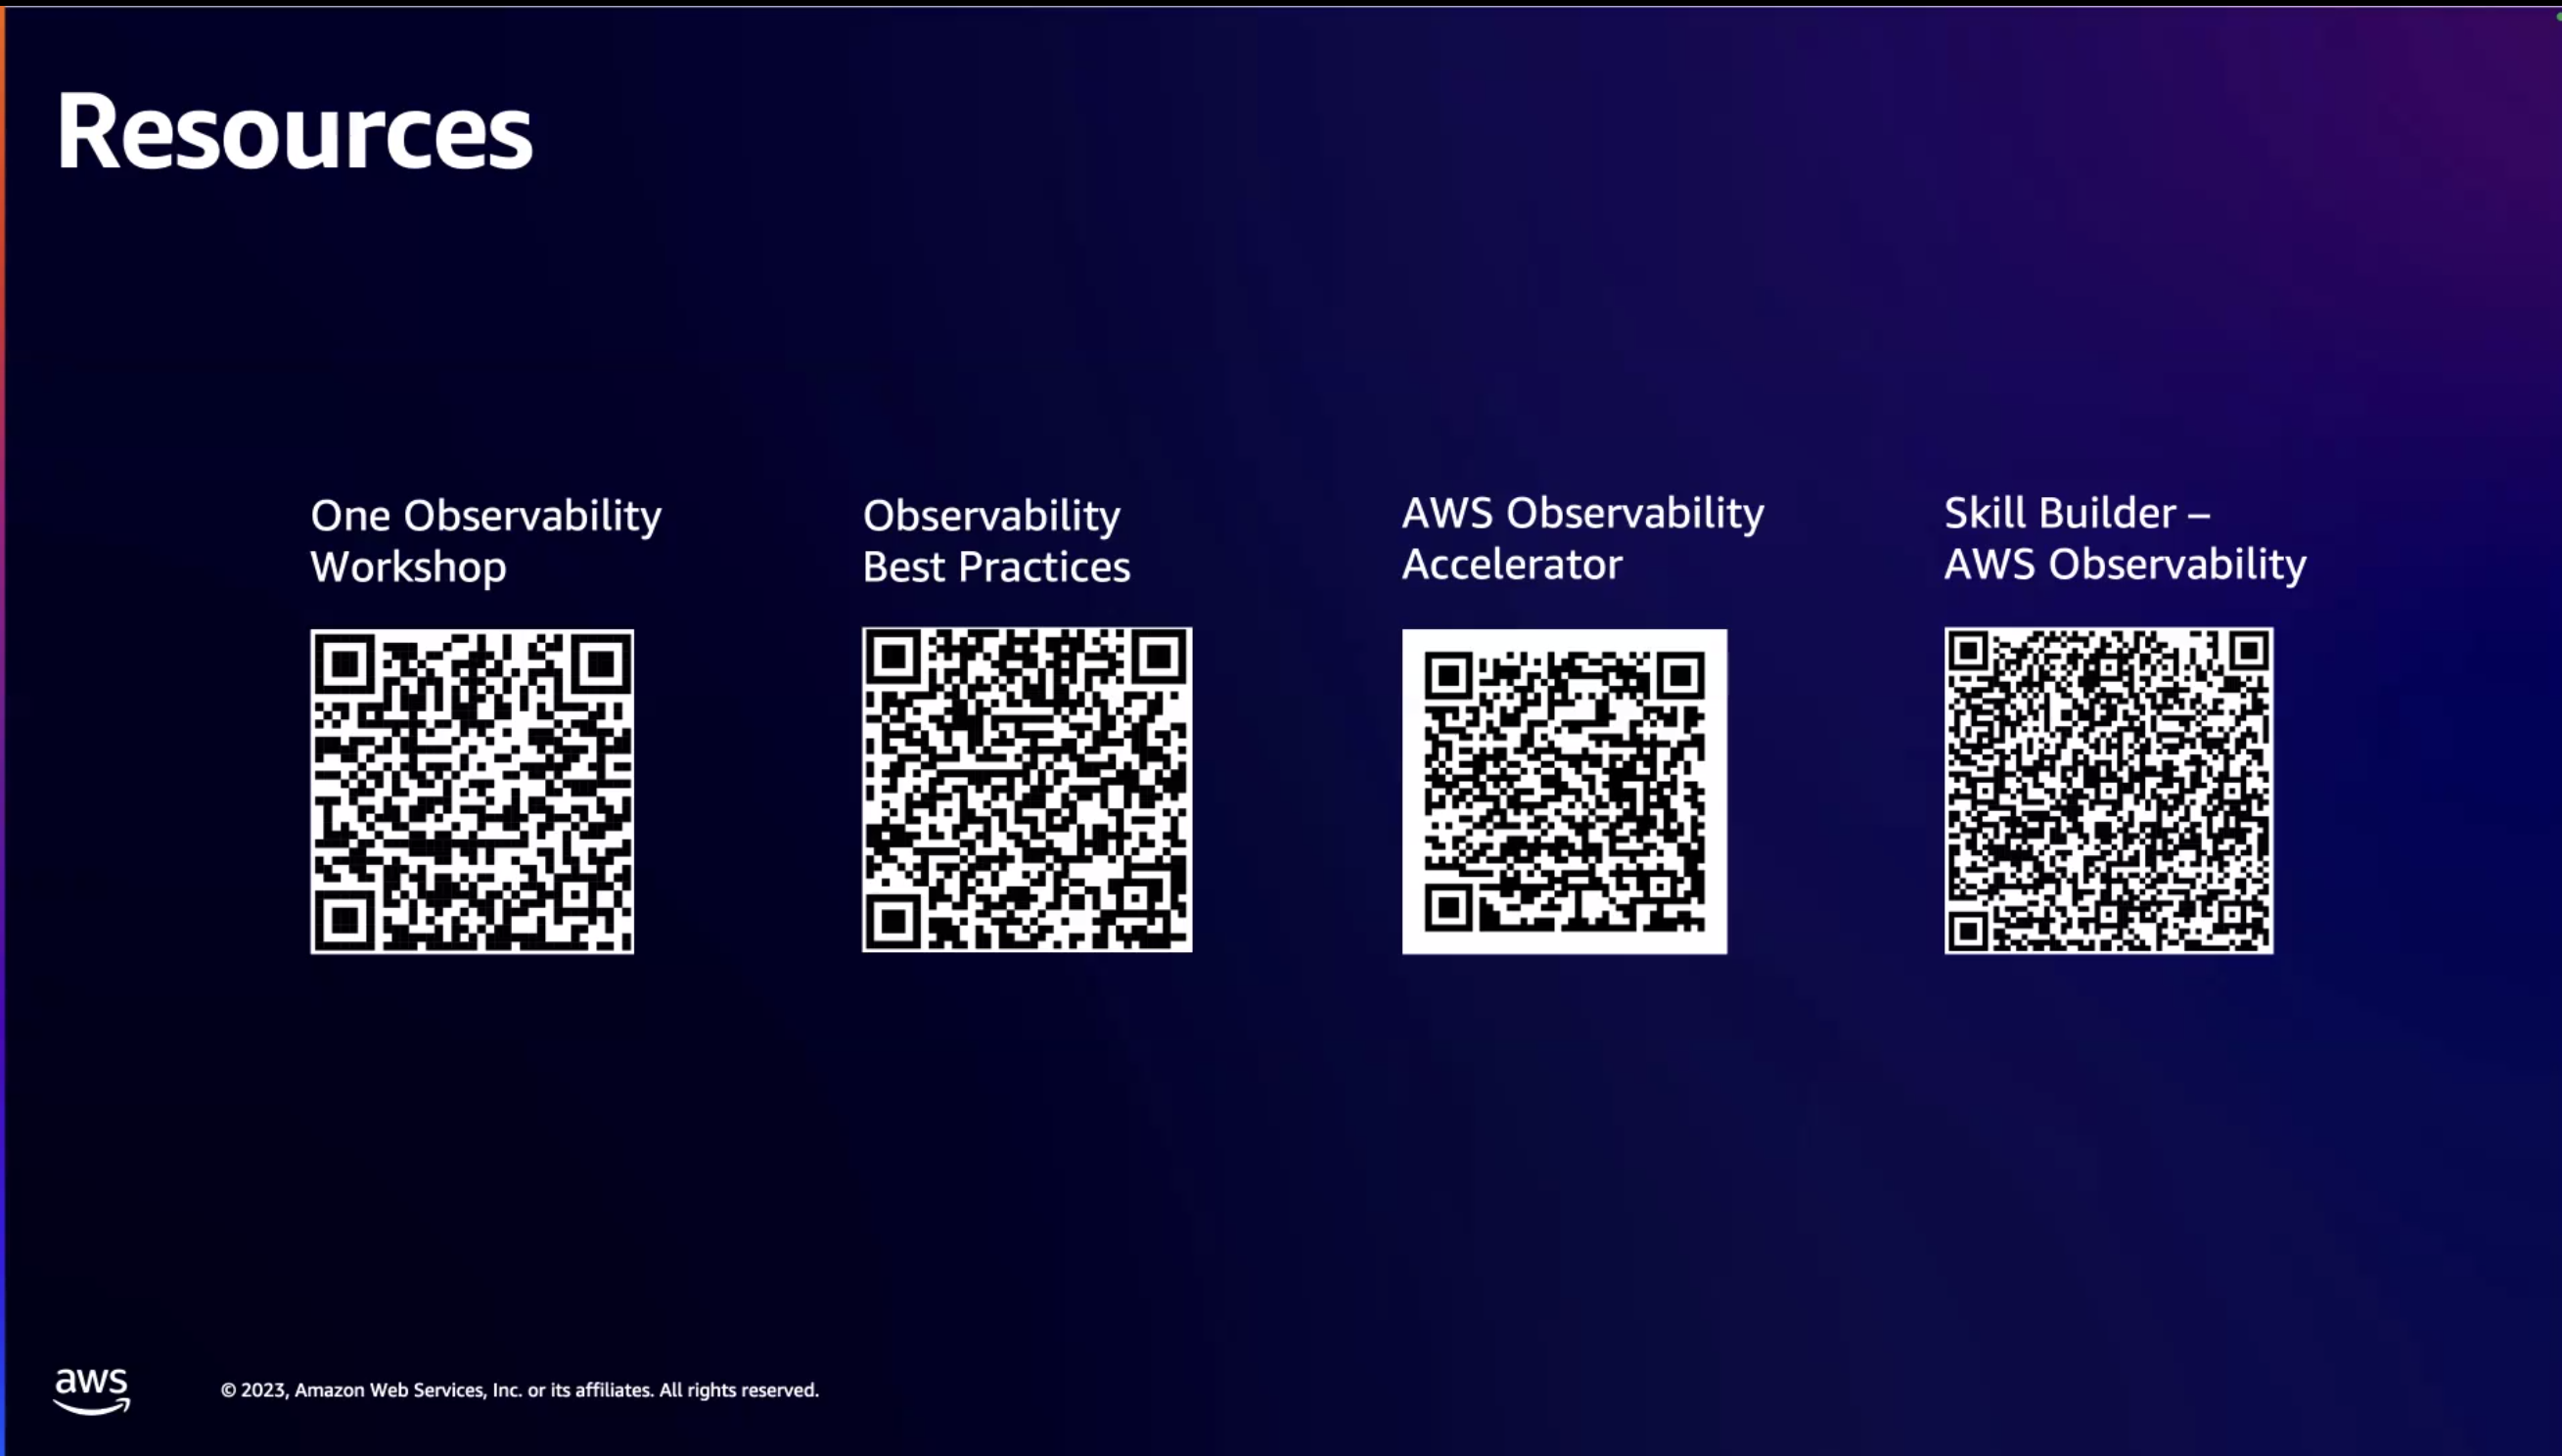 Resources
One Observability
Workshop
Observability
Best Practices
AWS Observability
Accelerator
Skill Builder –
AWS Observability
aws
© 2023, Amazon Web Services, Inc. or its affiliates. All rights reserved.